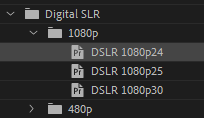 Digital SLR
1080p
Pr DSLR 1080p24
Pr DSLR 1080p25
Pr DSLR 1080p30
480p